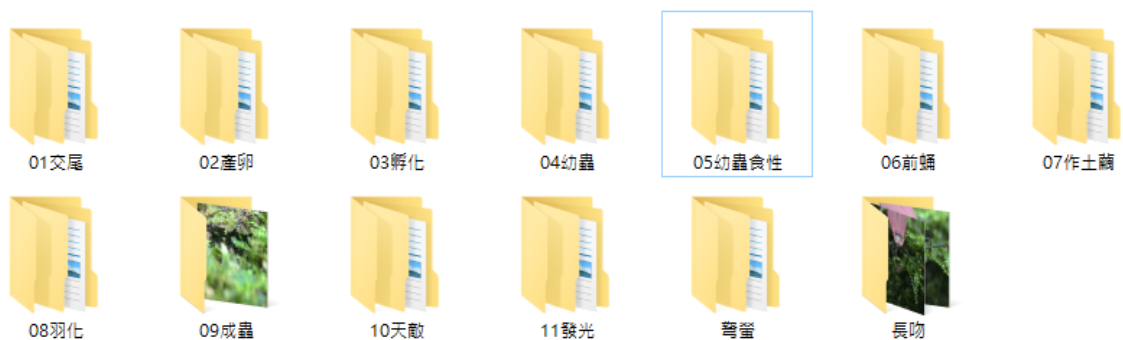 01交尾
02產卵
03孵化
04幼蟲
05幼蟲食性
06前蛹
07作土繭
08羽化
09成蟲
10天敵
11發光
彎螢
長吻